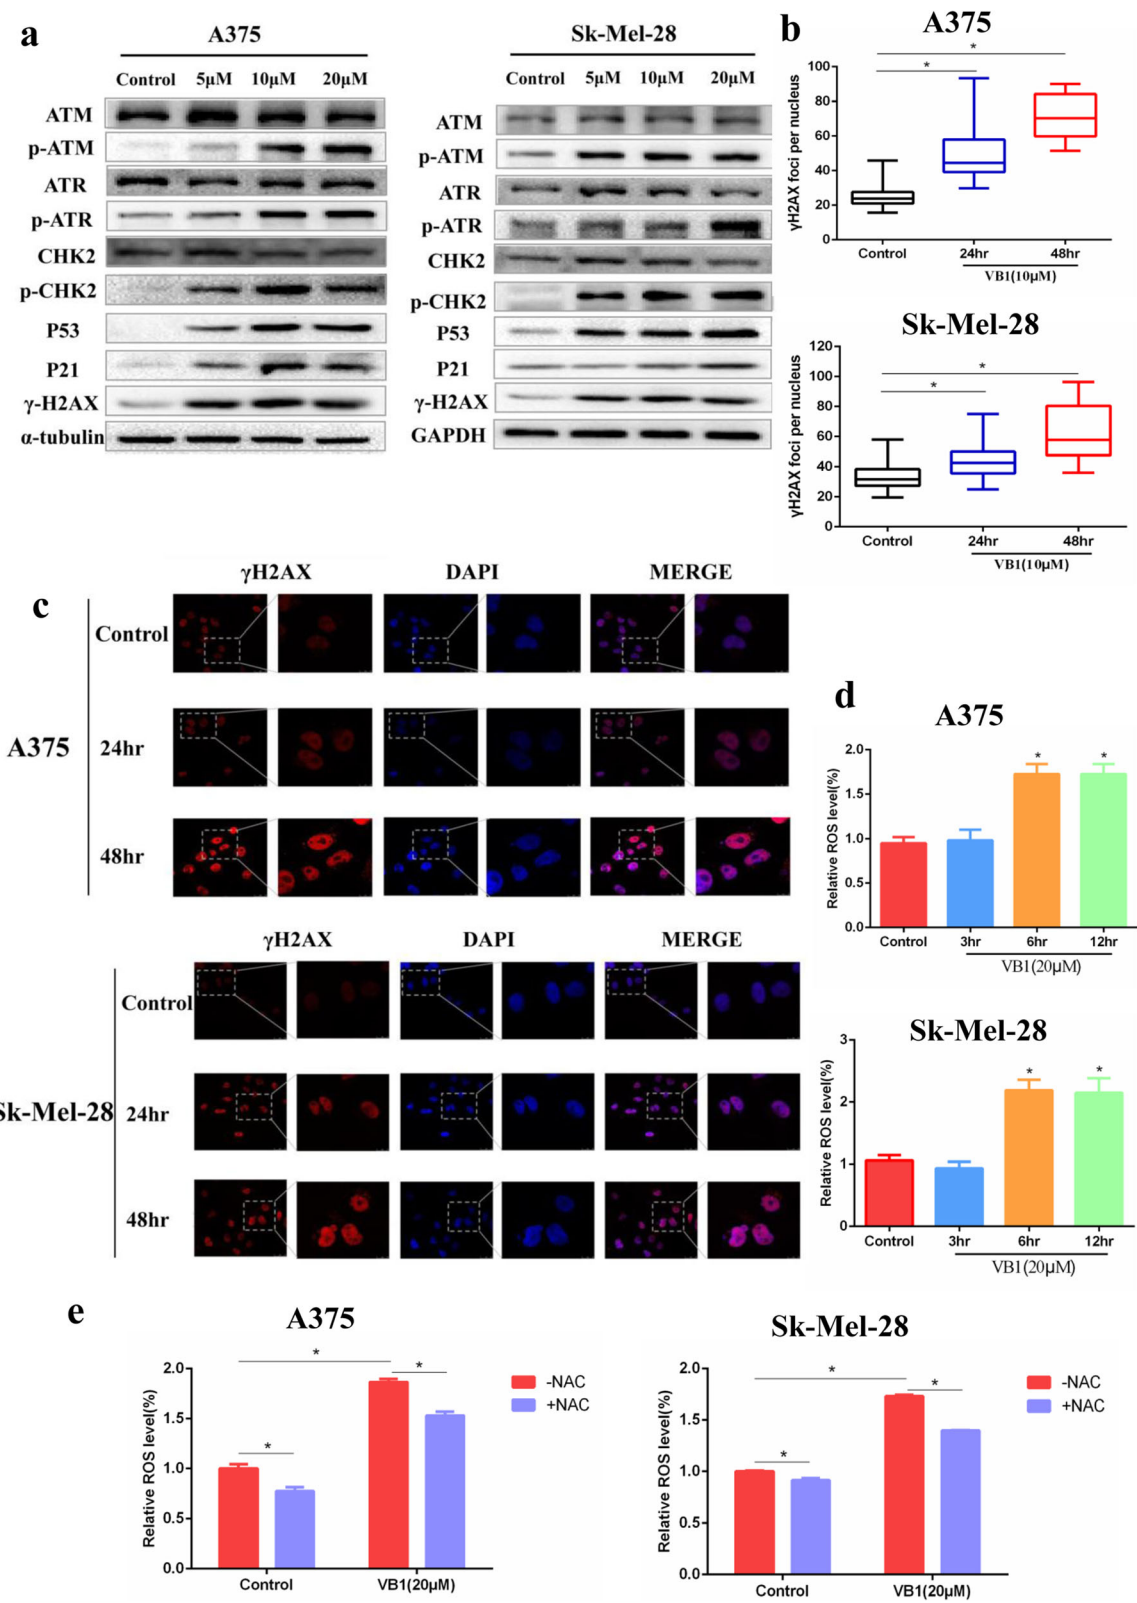 a
A375
Control 5μM 10μM 20μM
ATM
p-ATM
ATR
p-ATR
CHK2
p-CHK2
P53
P21
γ-H2AX
α-tubulin
Sk-Mel-28
Control 5μM 10μM 20μM
ATM
p-ATM
ATR
p-ATR
CHK2
p-CHK2
P53
P21
γ-H2AX
GAPDH
b
A375
γH2AX foci per nucleus
100
80
60
40
20
0
* *
Control 24hr 48hr
VB1(10μM)
Sk-Mel-28
γH2AX foci per nucleus
120
100
80
60
40
20
0
* *
Control 24hr 48hr
VB1(10μM)
c
γH2AX DAPI MERGE
A375
Control
24hr
48hr
γH2AX DAPI MERGE
Sk-Mel-28
Control
24hr
48hr
d
A375
Relative ROS level(%)
2.0
1.5
1.0
0.5
0.0
* *
Control 3hr 6hr 12hr
VB1(20μM)
Sk-Mel-28
Relative ROS level(%)
3
2
1
0
* *
Control 3hr 6hr 12hr
VB1(20μM)
e
A375
Relative ROS level(%)
2.0
1.5
1.0
0.5
0.0
* * *
-NAC
+NAC
Control VB1(20μM)
Sk-Mel-28
Relative ROS level(%)
2.0
1.5
1.0
0.5
0.0
* * *
-NAC
+NAC
Control VB1(20μM)